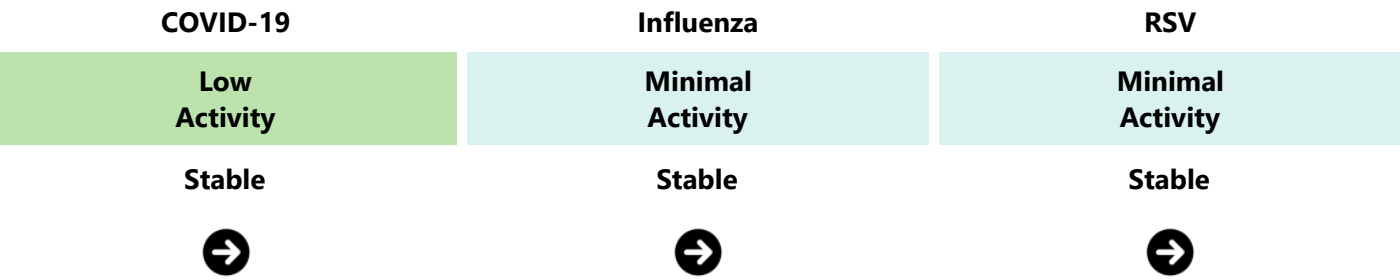 COVID-19 Influenza RSV
Low Minimal Minimal
Activity Activity Activity
Stable Stable Stable